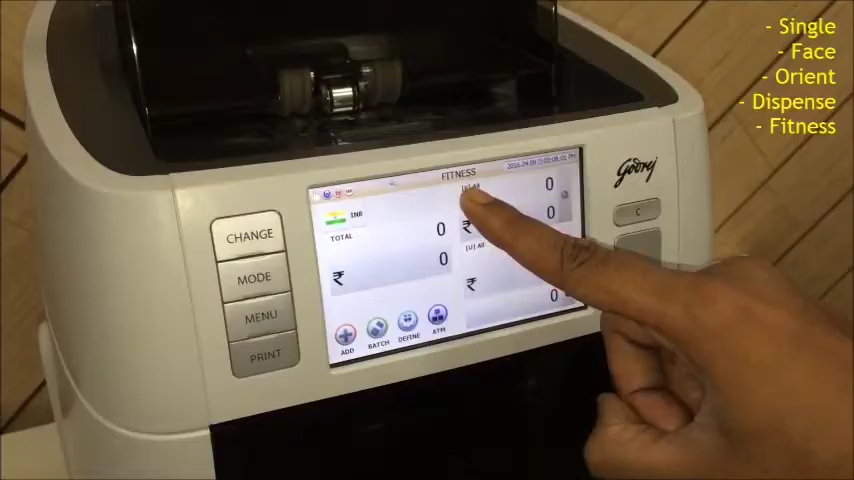 - Single
- Face
- Orient
- Dispense
- Fitness
Godrej
FITNESS
INR
0
TOTAL
0
₹
0
₹
0
[U] All
₹
0
CHANGE
MODE
MENU
PRINT
ADD
BATCH
DEFINE
ATM
C